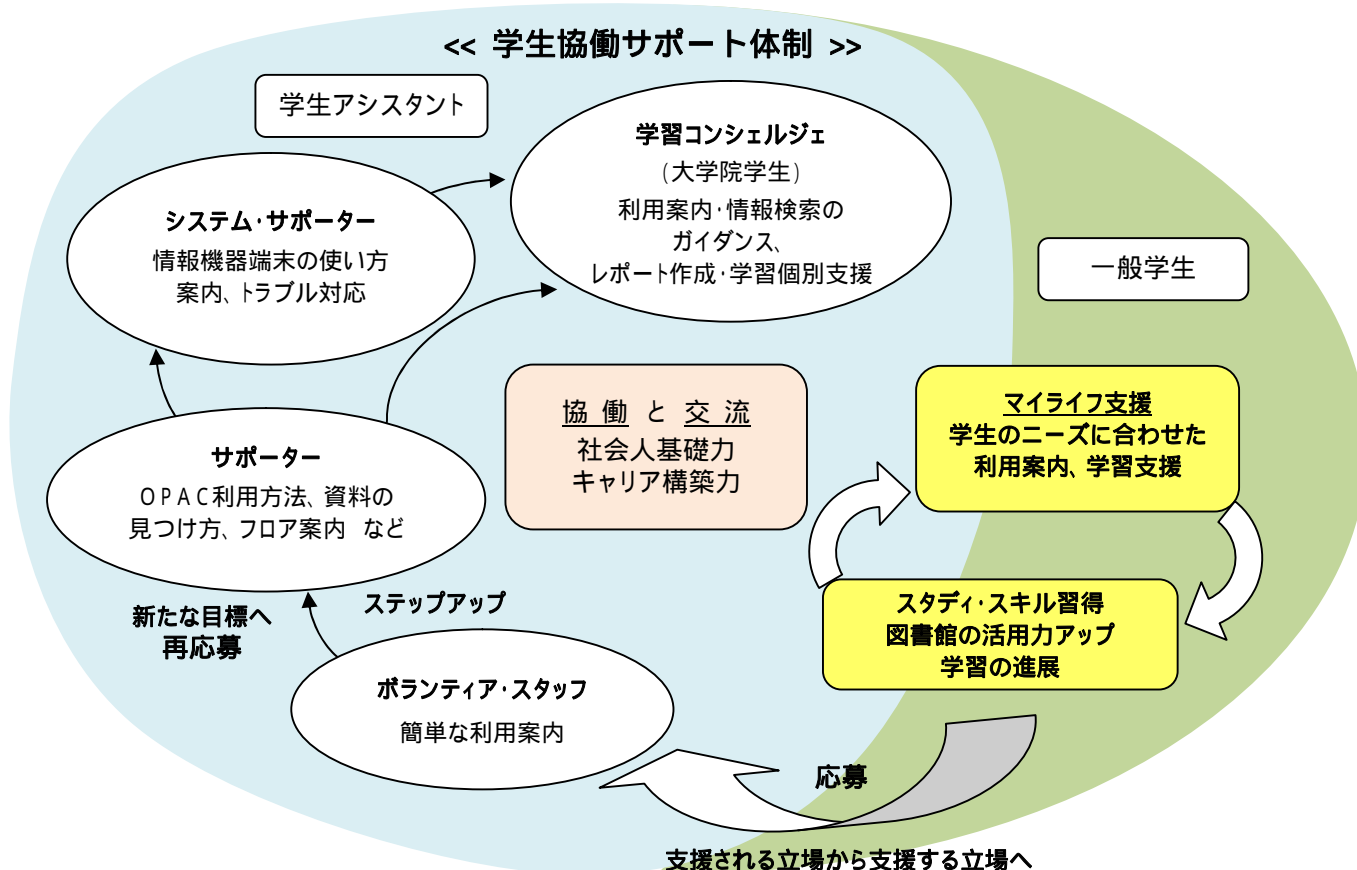 << 学生協働サポート体制 >>
学生アシスタント
学習コンシェルジェ
(大学院学生)
利用案内・情報検索の
ガイダンス、
レポート作成・学習個別支援
システム・サポーター
情報機器端末の使い方
案内、トラブル対応
一般学生
協 働 と 交 流
社会人基礎力
キャリア構築力
マイライフ支援
学生のニーズに合わせた
利用案内、学習支援
サポーター
OPAC利用方法、資料の
見つけ方、フロア案内 など
スタディ・スキル習得
図書館の活用力アップ
学習の進展
新たな目標へ
再応募
ステップアップ
ボランティア・スタッフ
簡単な利用案内
応募
支援される立場から支援する立場へ